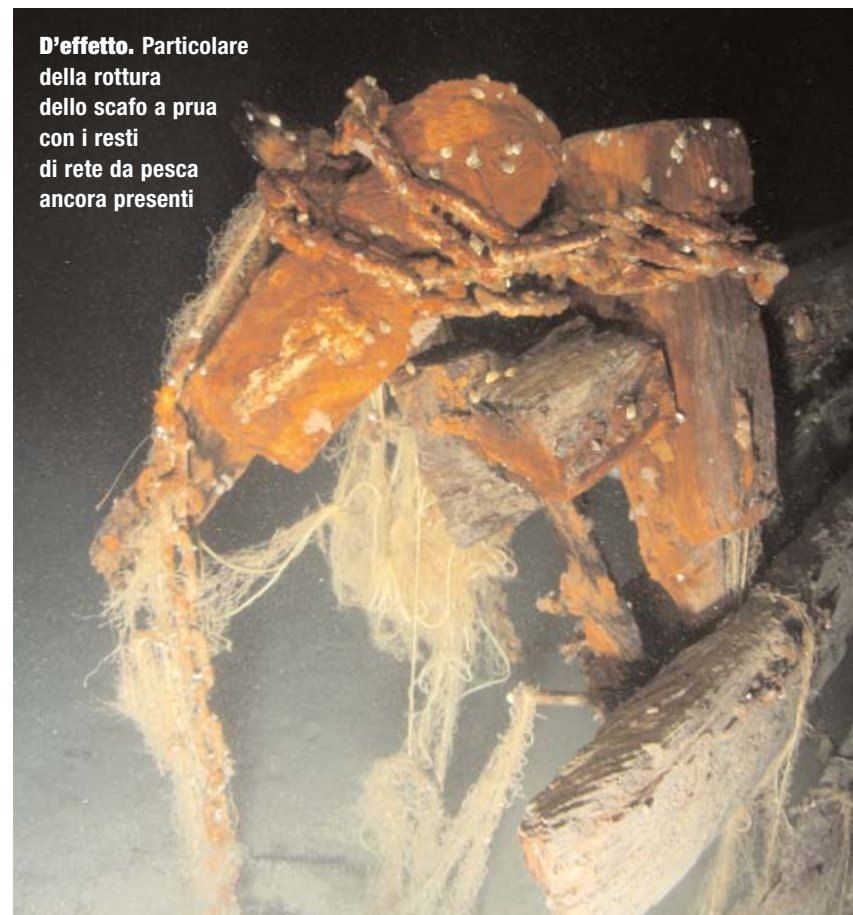 D'effetto. Particolare
della rottura
dello scafo a prua
con i resti
di rete da pesca
ancora presenti